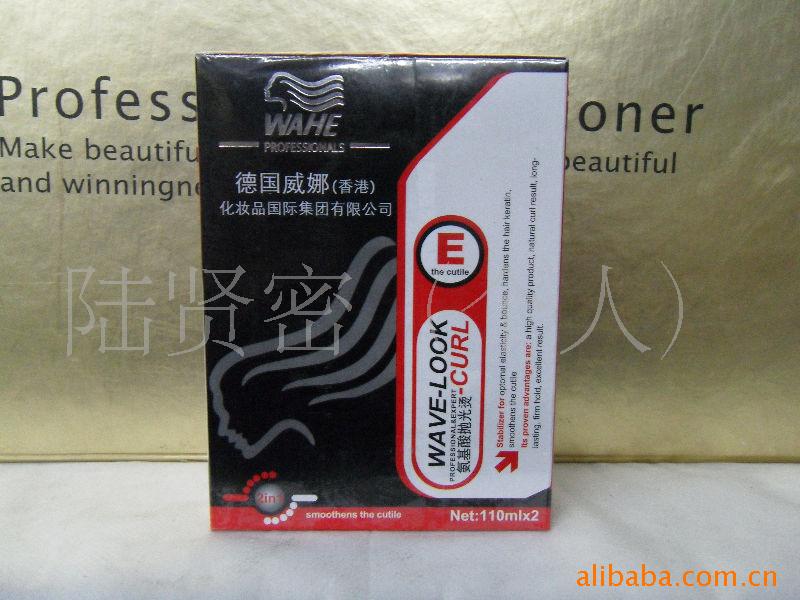 Profess
oner
Make beautifu
beautiful
and winningne
WAHE
PROFESSIONALS
德国威娜(香港)
化妆品国际集团有限公司
E
the cutile
WAVE-LOOK
-CURL
PROFESSIONAL&EXPERT
氨基酸抛光烫
Stabilizer for optomal elasticity & bounce, hardens the hair keratin,
smoothens the cutile
Its proven advantages are: a high quality product, natural curl result, long-
lasting, firm hold, excellent result.
2in1
smoothens the cutile
Net:110mlx2
陆贤密（ 人）
alibaba.com.cn